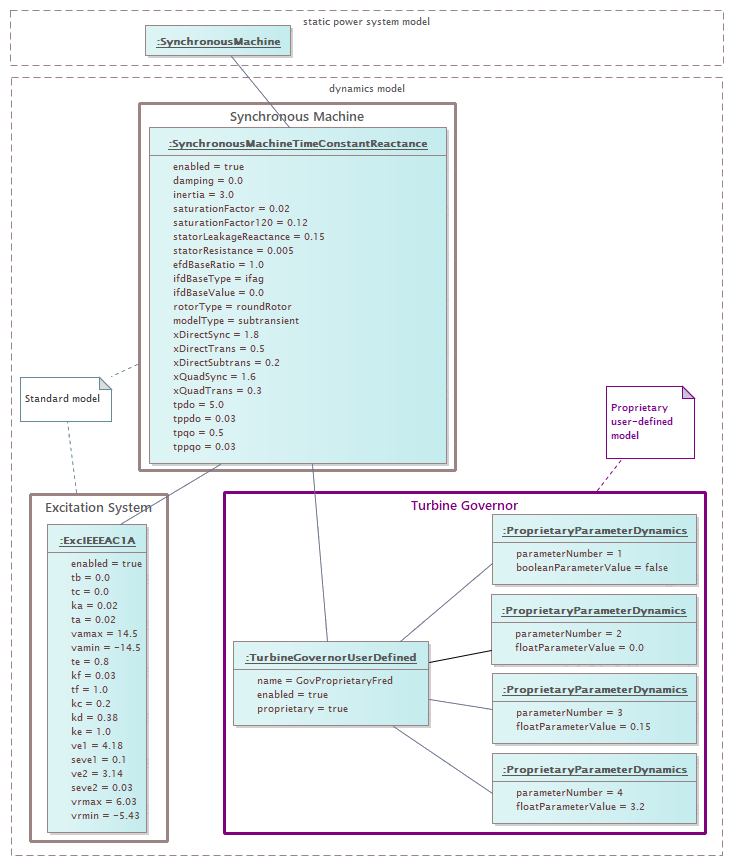 static power system model
:SynchronousMachine
dynamics model
Synchronous Machine
:SynchronousMachineTimeConstantReactance
enabled = true
damping = 0.0
inertia = 3.0
saturationFactor = 0.02
saturationFactor120 = 0.12
statorLeakageReactance = 0.15
statorResistance = 0.005
efdBaseRatio = 1.0
ifdBaseType = ifag
ifdBaseValue = 0.0
rotorType = roundRotor
modelType = subtransient
xDirectSync = 1.8
xDirectTrans = 0.5
xDirectSubtrans = 0.2
xQuadSync = 1.6
xQuadTrans = 0.3
tpdo = 5.0
tppdo = 0.03
tpqo = 0.5
tppqo = 0.03
Standard model
Proprietary
user-defined
model
Excitation System
:ExcIEEEAC1A
enabled = true
tb = 0.0
tc = 0.0
ka = 0.02
ta = 0.02
vamax = 14.5
vamin = -14.5
te = 0.8
kf = 0.03
tf = 1.0
kc = 0.2
kd = 0.38
ke = 1.0
ve1 = 4.18
seve1 = 0.1
ve2 = 3.14
seve2 = 0.03
vrmax = 6.03
vrmin = -5.43
Turbine Governor
:TurbineGovernorUserDefined
name = GovProprietaryFred
enabled = true
proprietary = true
:ProprietaryParameterDynamics
parameterNumber = 1
booleanParameterValue = false
:ProprietaryParameterDynamics
parameterNumber = 2
floatParameterValue = 0.0
:ProprietaryParameterDynamics
parameterNumber = 3
floatParameterValue = 0.15
:ProprietaryParameterDynamics
parameterNumber = 4
floatParameterValue = 3.2